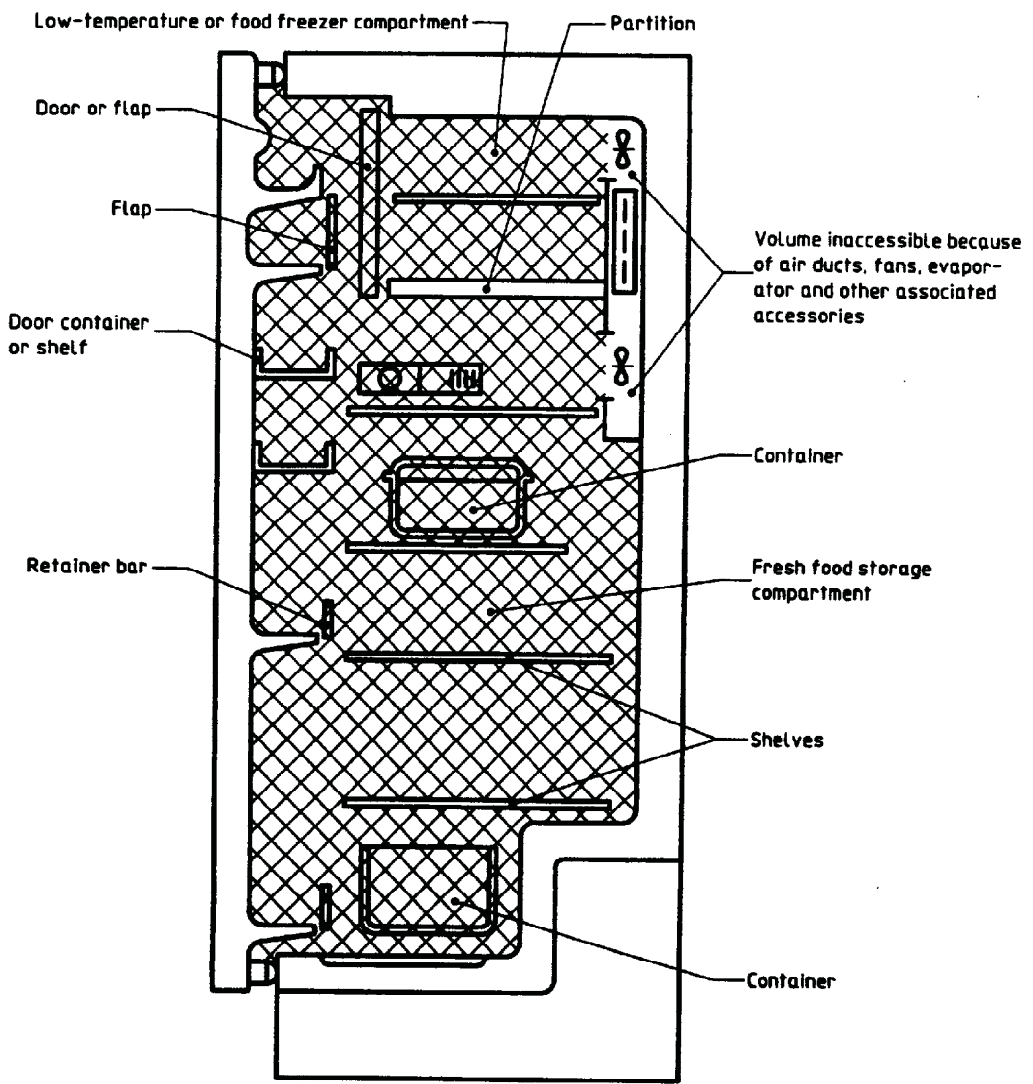 Low-temperature or food freezer compartment
Partition
Door or flap
Flap
Volume inaccessible because
of air ducts, fans, evapor-
ator and other associated
accessories
Door container
or shelf
Container
Retainer bar
Fresh food storage
compartment
Shelves
Container